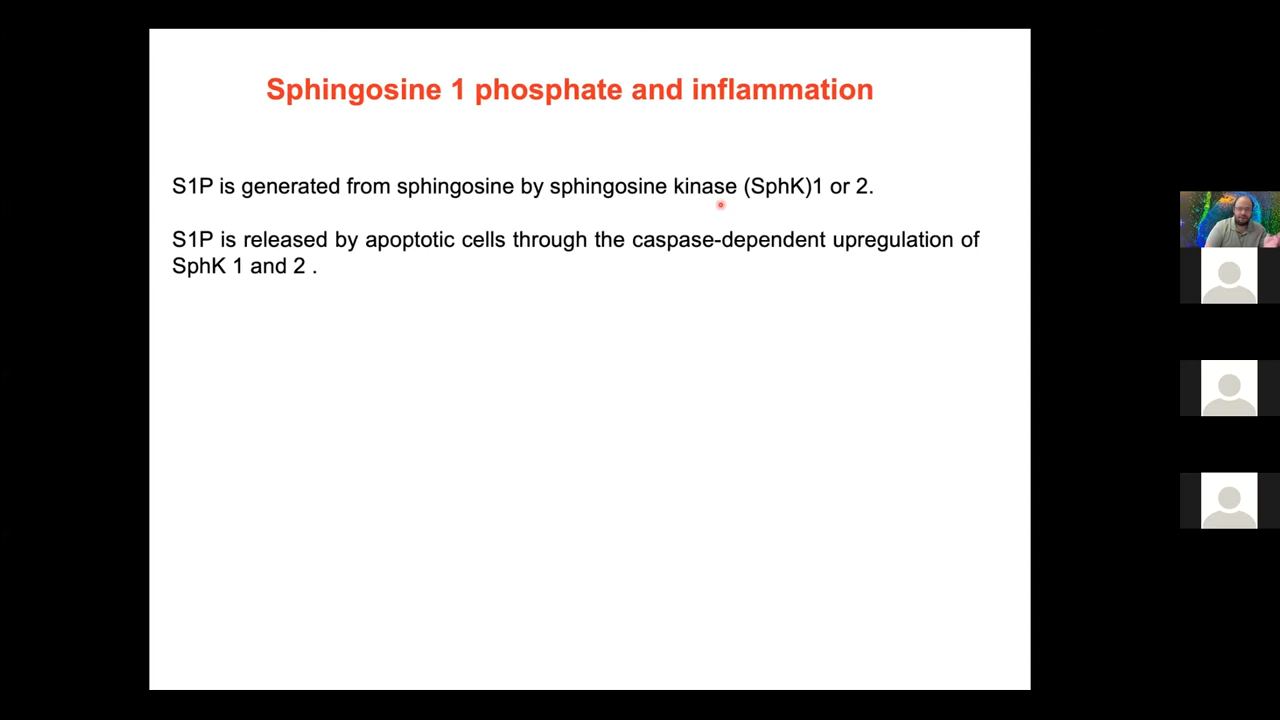 Sphingosine 1 phosphate and inflammation
S1P is generated from sphingosine by sphingosine kinase (SphK)1 or 2.
S1P is released by apoptotic cells through the caspase-dependent upregulation of
SphK 1 and 2 .